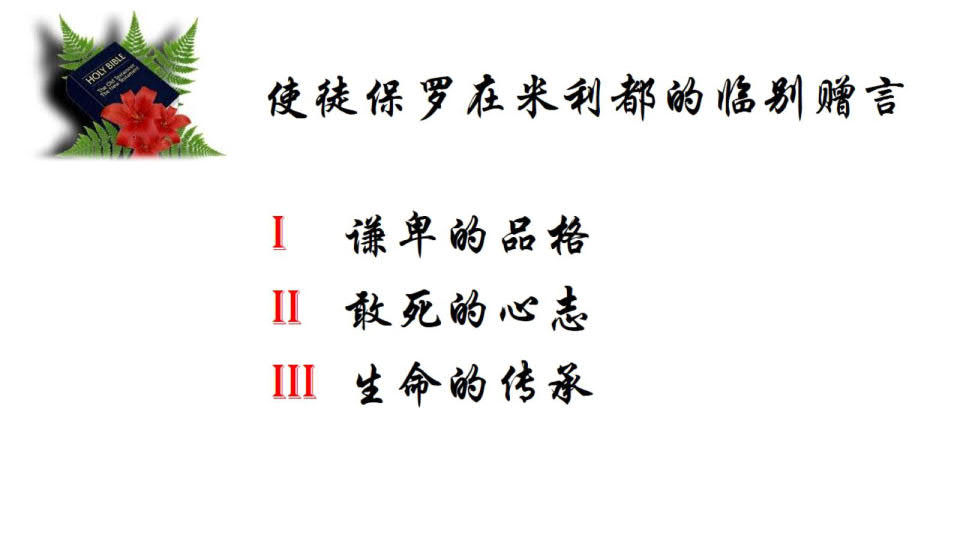 HOLY BIBLE
The Old Testament
The New Testament
使徒保罗在米利都的临别赠言
I 谦卑的品格
II 敢死的心志
III 生命的传承